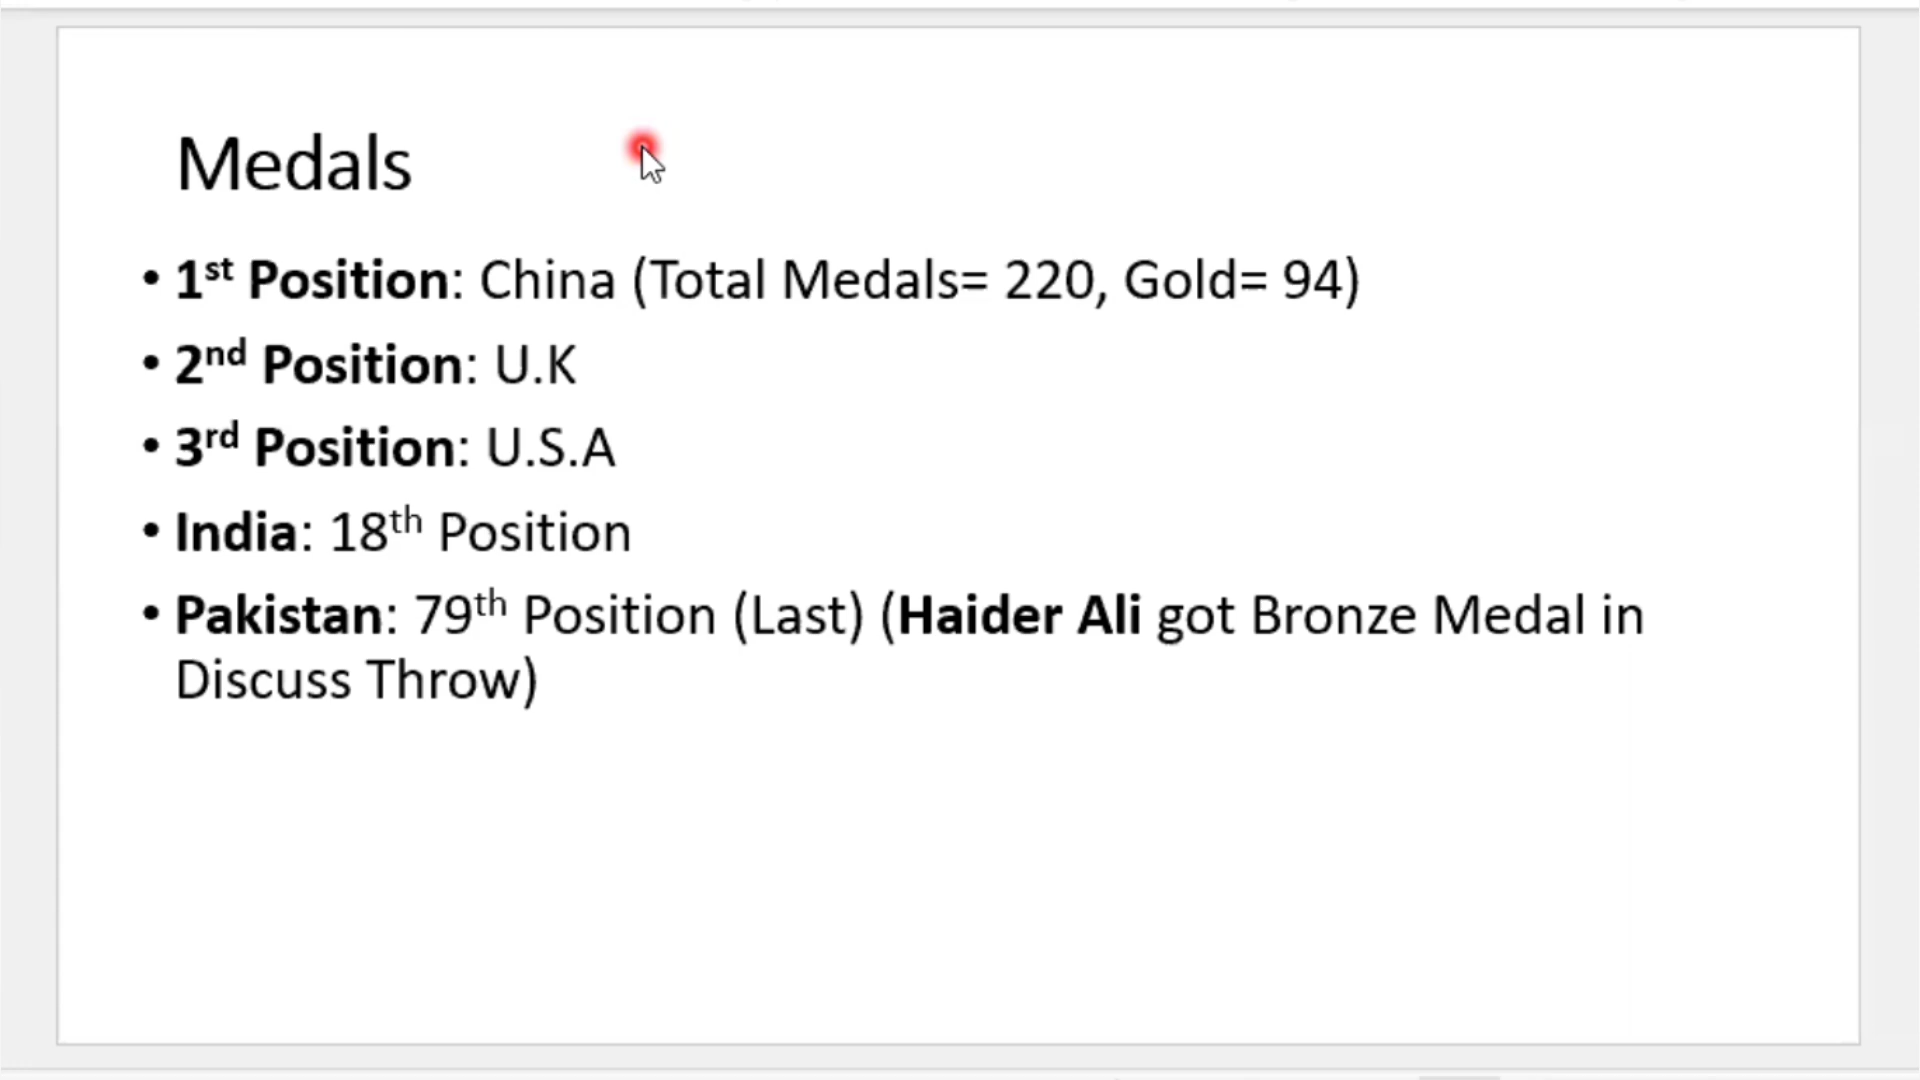 Medals
• 1st Position: China (Total Medals= 220, Gold= 94)
• 2nd Position: U.K
• 3rd Position: U.S.A
• India: 18th Position
• Pakistan: 79th Position (Last) (Haider Ali got Bronze Medal in
Discuss Throw)